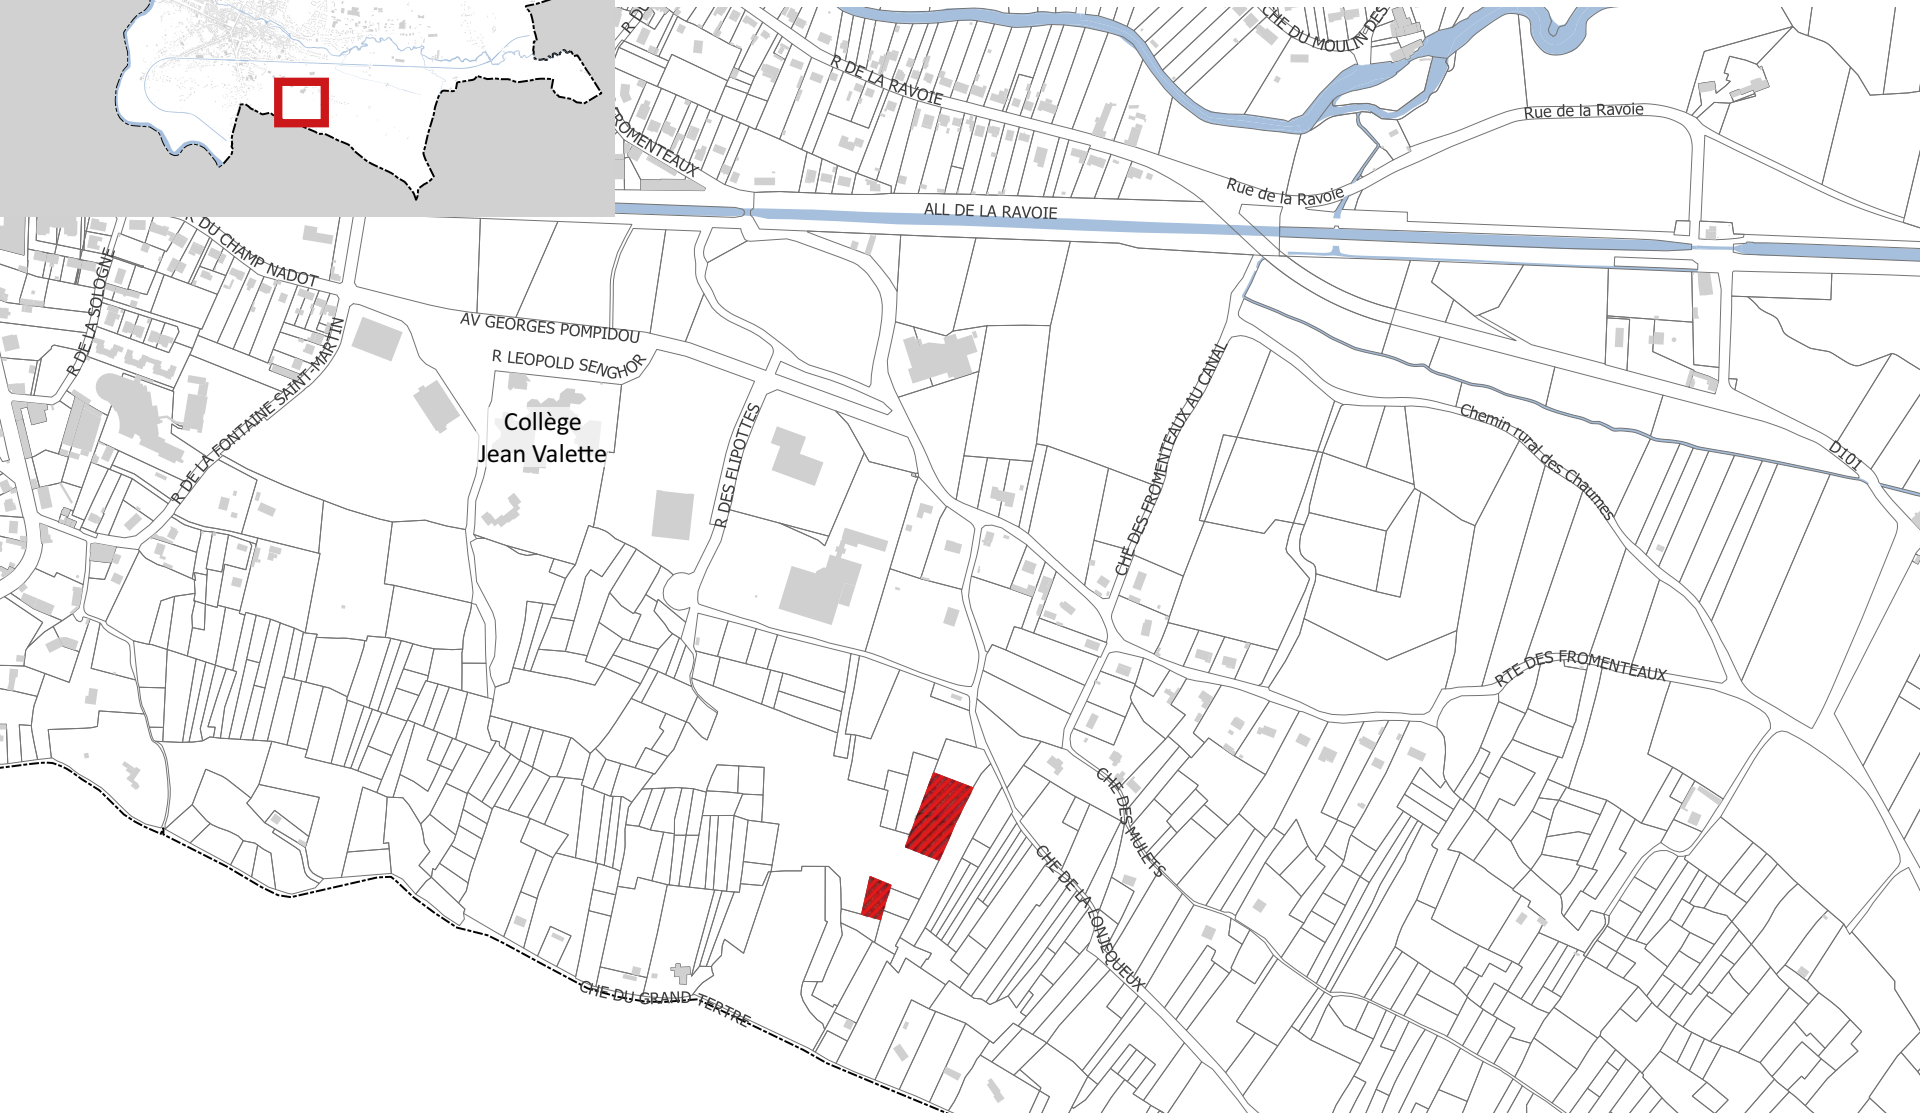 R DU
CHE DU MOULIN DES
R DE LA RAVOIE
Rue de la Ravoie
ROMENTEAUX
Rue de la Ravoie
ALL DE LA RAVOIE
R DU CHAMP NADOT
R DE LA SOLOGNE
AV GEORGES POMPIDOU
R LEOPOLD SENGHOR
R DE LA FONTAINE SAINT-MARTIN
Collège
Jean Valette
R DES FLIPOTTES
CHE DES FROMENTEAUX AU CANAL
Chemin rural des Chaumes
D101
RTE DES FROMENTEAUX
CHE DES MULETS
CHE DE LA LONJEQUEUX
CHE DU GRAND TERTRE